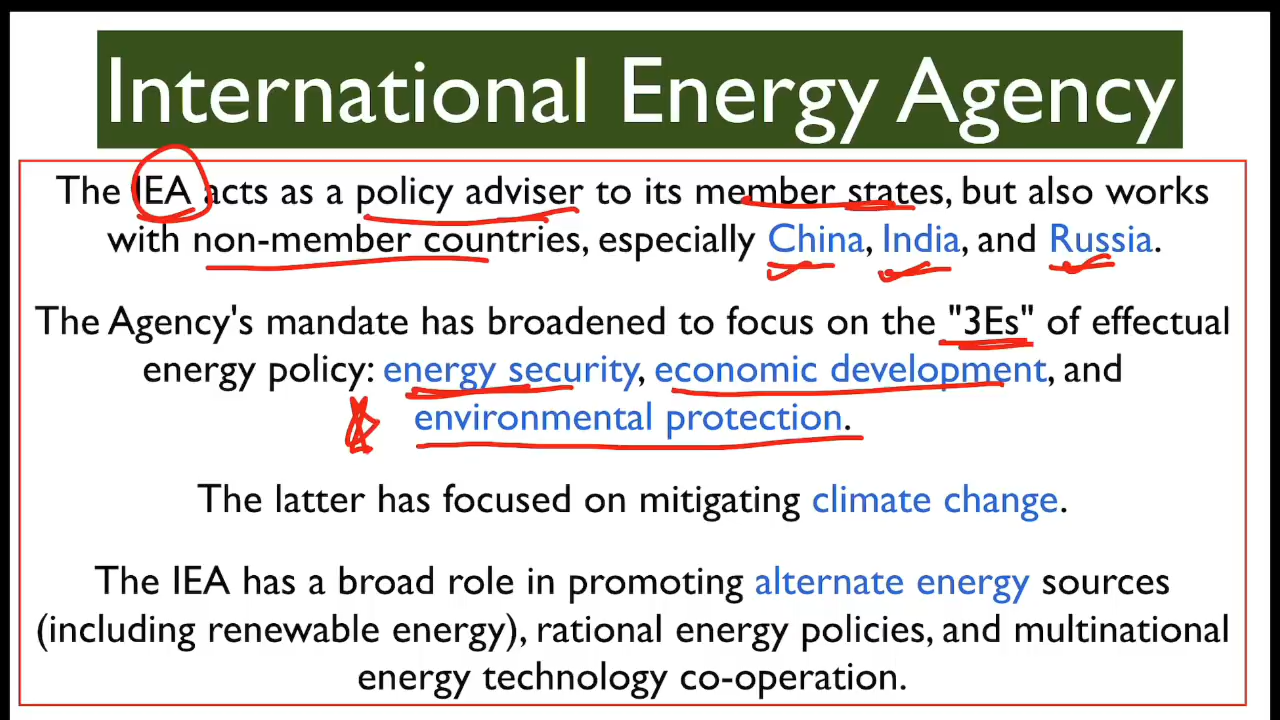 International Energy Agency
The IEA acts as a policy adviser to its member states, but also works
with non-member countries, especially China, India, and Russia.
The Agency's mandate has broadened to focus on the "3Es" of effectual
energy policy: energy security, economic development, and
environmental protection.
The latter has focused on mitigating climate change.
The IEA has a broad role in promoting alternate energy sources
(including renewable energy), rational energy policies, and multinational
energy technology co-operation.